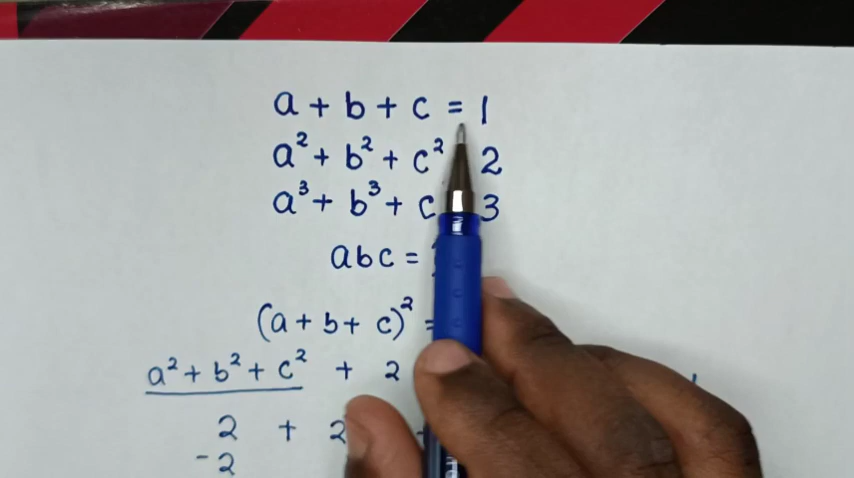 a + b + c = 1
a² + b² + c² 2
a³ + b³ + c 3
abc =
(a + b + c)² =
a² + b² + c² + 2
2 + 2
-2